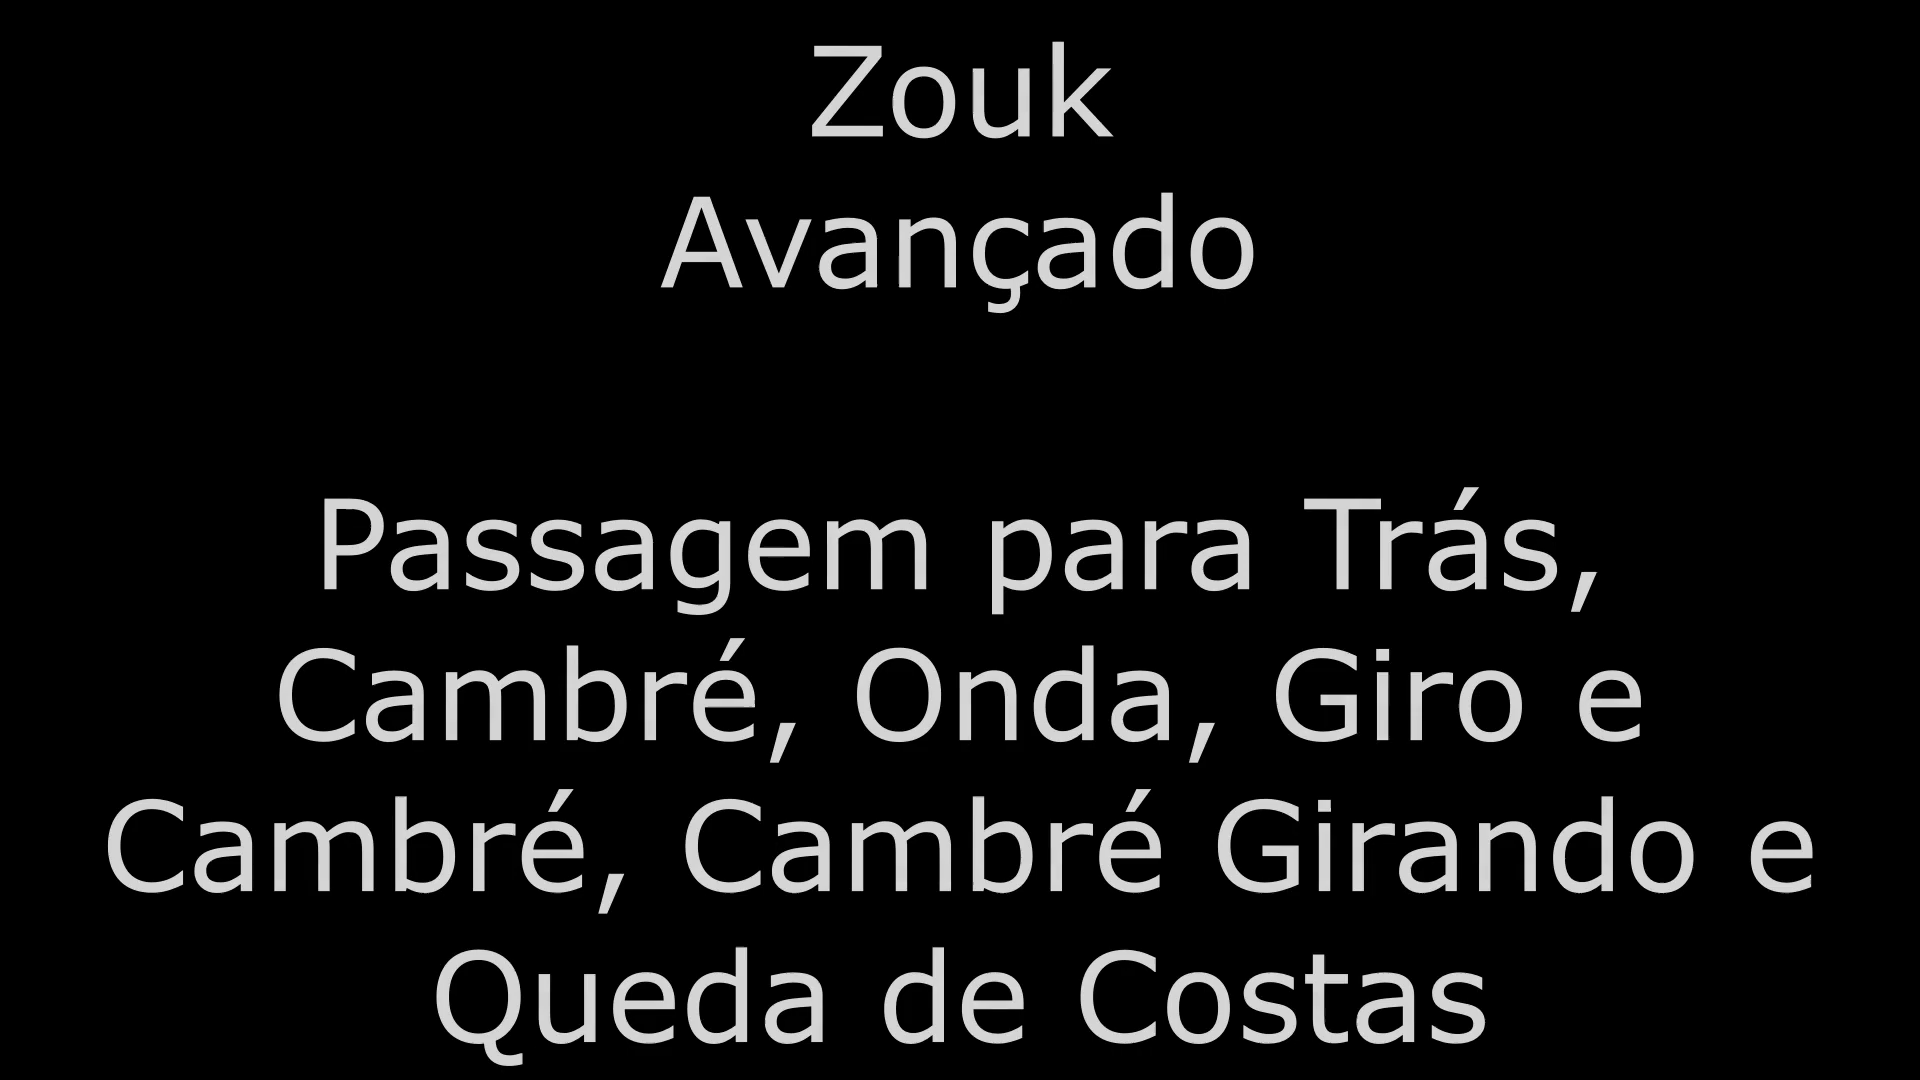 Zouk
Avançado
Passagem para Trás,
Cambré, Onda, Giro e
Cambré, Cambré Girando e
Queda de Costas